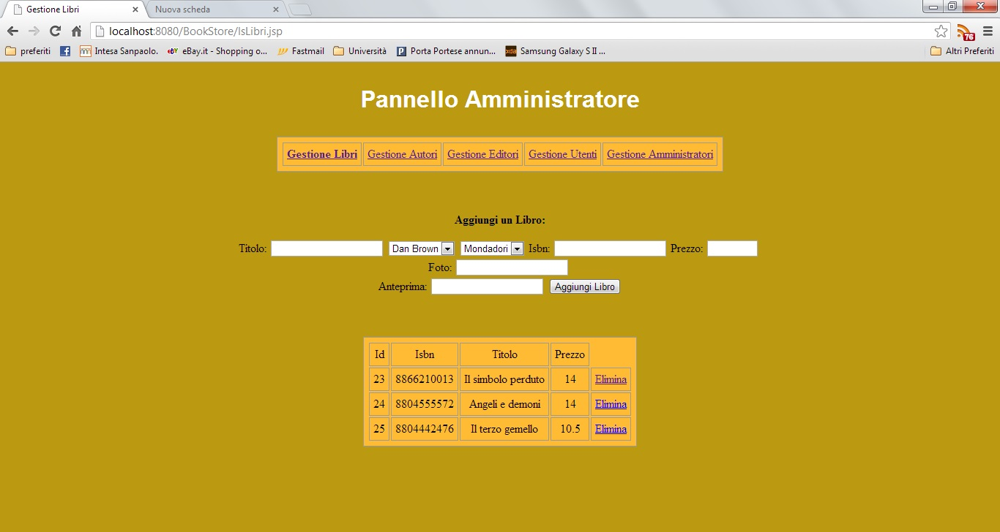 Gestione Libri
Nuova scheda
localhost:8080/BookStore/lsLibri.jsp
76
preferiti Intesa Sanpaolo. ebY eBay.it - Shopping o... Fastmail Università P Porta Portese annun... xda Samsung Galaxy S II ... Altri Preferiti
Pannello Amministratore
Gestione Libri Gestione Autori Gestione Editori Gestione Utenti Gestione Amministratori
Aggiungi un Libro:
Titolo: Dan Brown Mondadori Isbn: Prezzo:
Foto:
Anteprima: Aggiungi Libro
Id Isbn Titolo Prezzo
23 8866210013 Il simbolo perduto 14 Elimina
24 8804555572 Angeli e demoni 14 Elimina
25 8804442476 Il terzo gemello 10.5 Elimina